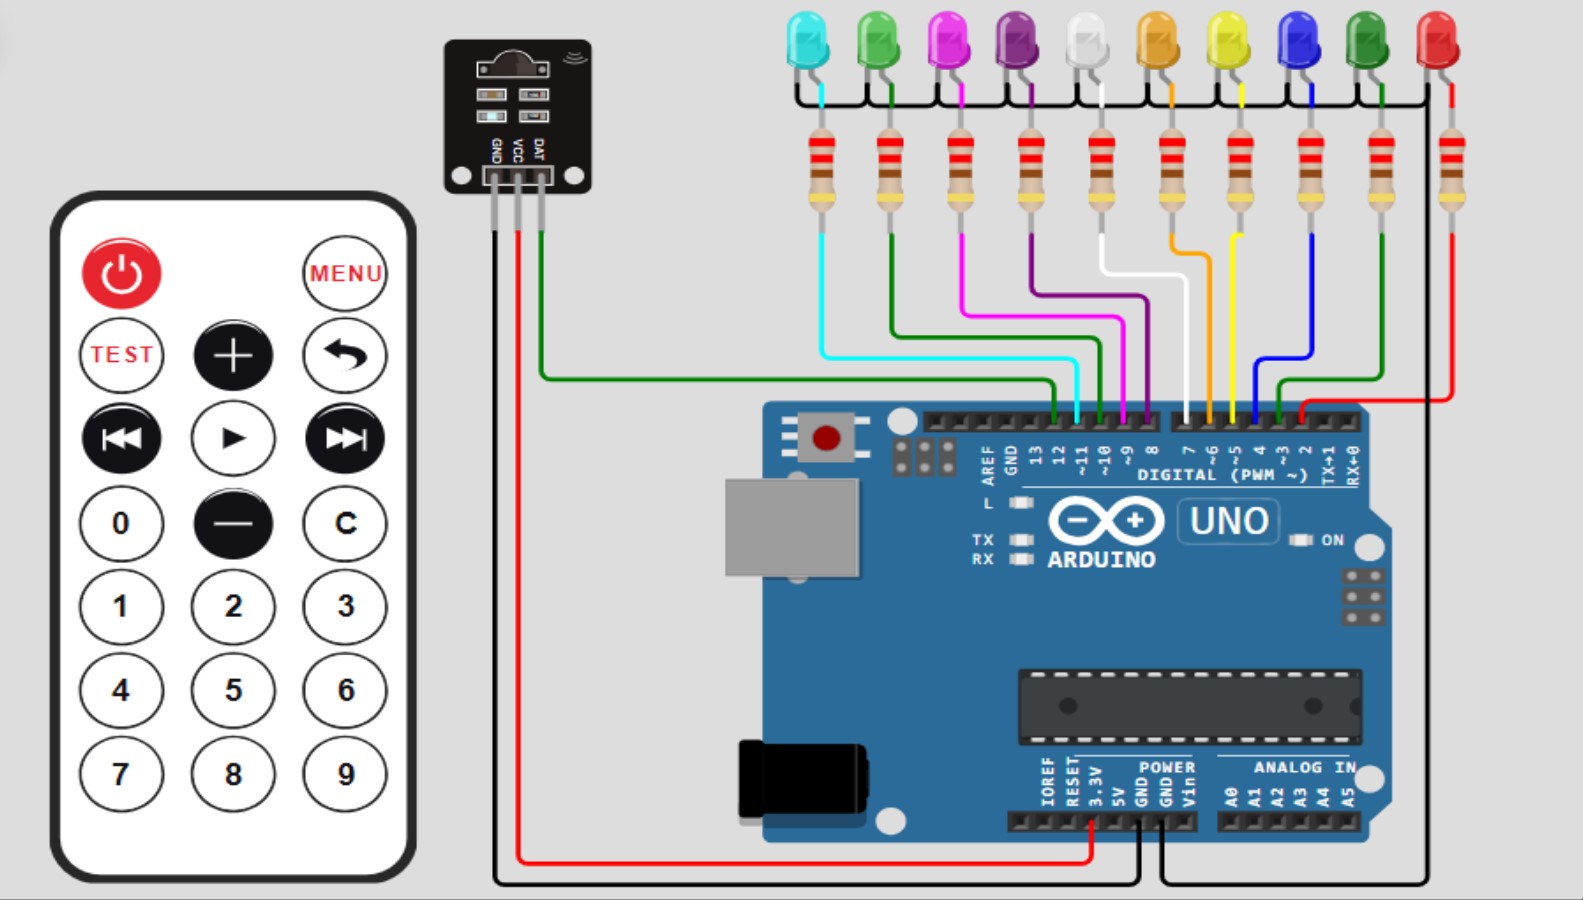 GND VCC DAT
MENU
TEST
0 C
1 2 3
4 5 6
7 8 9
AREF GND 13 12 ~11 ~10 ~9 8 7 ~6 ~5 4 ~3 2 TX→1 RX←0
DIGITAL (PWM ~)
L
TX
RX
UNO
ON
ARDUINO
POWER
ANALOG IN
IOREF RESET 3.3V 5V GND GND Vin A0 A1 A2 A3 A4 A5